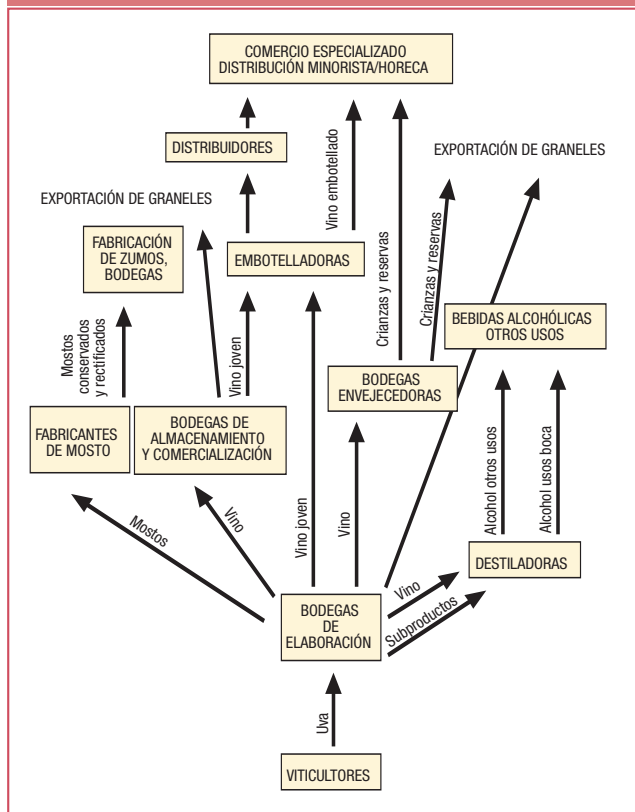 COMERCIO ESPECIALIZADO
DISTRIBUCIÓN MINORISTA/HORECA
DISTRIBUIDORES
Vino embotellado
EXPORTACIÓN DE GRANELES
EXPORTACIÓN DE GRANELES
FABRICACIÓN
DE ZUMOS,
BODEGAS
EMBOTELLADORAS
Crianzas y reservas
Crianzas y reservas
BEBIDAS ALCOHÓLICAS
OTROS USOS
Mostos
conservados
y rectificados
Vino joven
BODEGAS
ENVEJECEDORAS
FABRICANTES
DE MOSTO
BODEGAS DE
ALMACENAMIENTO
Y COMERCIALIZACIÓN
Alcohol otros usos
Alcohol usos boca
Mostos
Vino
Vino joven
Vino
DESTILADORAS
Vino
Subproductos
BODEGAS
DE
ELABORACIÓN
Uva
VITICULTORES